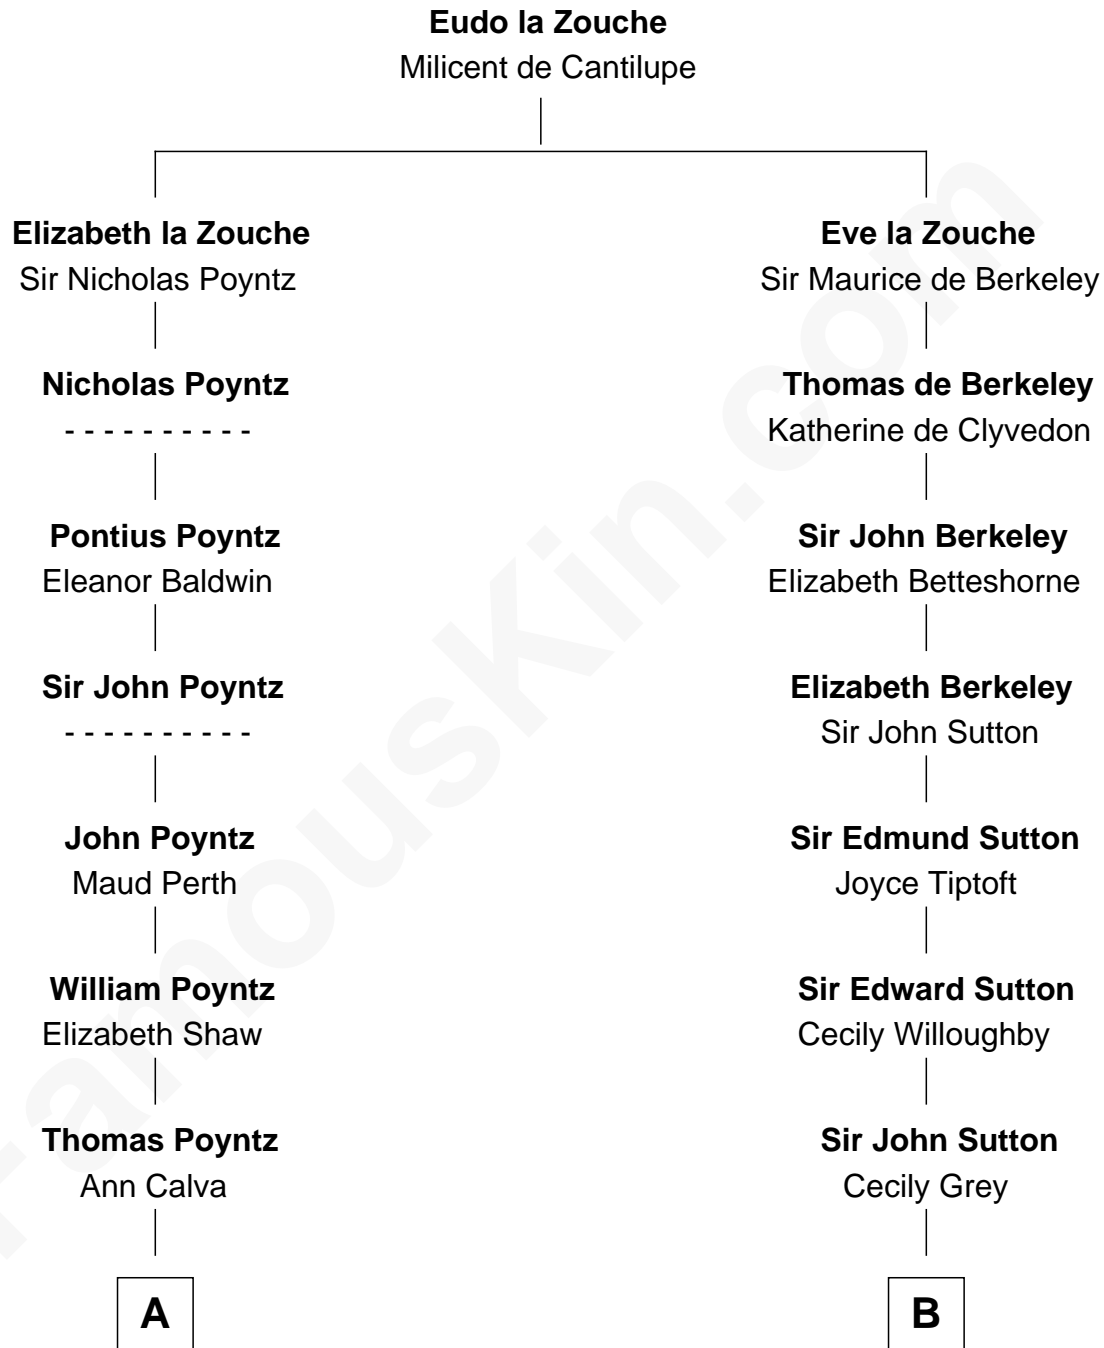 Eudo la Zouche
Milicent de Cantilupe
Elizabeth la Zouche
Sir Nicholas Poyntz
Eve la Zouche
Sir Maurice de Berkeley
Nicholas Poyntz
- - - - - - - - - -
Thomas de Berkeley
Katherine de Clyvedon
Pontius Poyntz
Eleanor Baldwin
Sir John Berkeley
Elizabeth Betteshorne
Sir John Poyntz
- - - - - - - - - -
Elizabeth Berkeley
Sir John Sutton
John Poyntz
Maud Perth
Sir Edmund Sutton
Joyce Tiptoft
William Poyntz
Elizabeth Shaw
Sir Edward Sutton
Cecily Willoughby
Thomas Poyntz
Ann Calva
Sir John Sutton
Cecily Grey
A
B
FamousKin.com